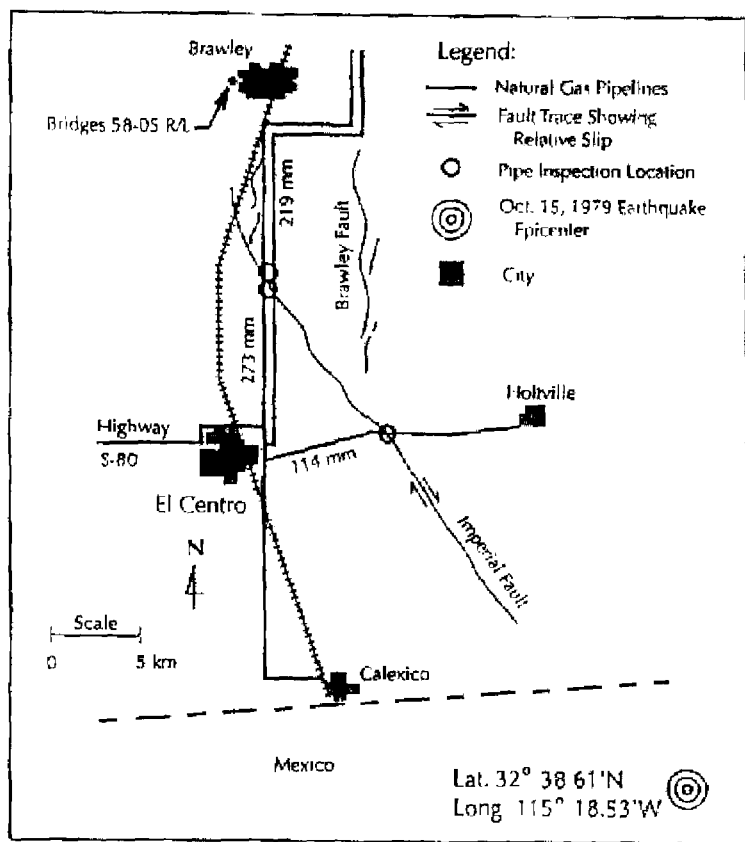 Brawley
Bridges 58-05 R/L
Legend:
Natural Gas Pipelines
Fault Trace Showing
Relative Slip
Pipe Inspection Location
Oct. 15, 1979 Earthquake
Epicenter
City
219 mm
Brawley Fault
273 mm
Holtville
Highway
S-80
114 mm
El Centro
Imperial Fault
N
Scale
0 5 km
Calexico
Mexico
Lat. 32° 38 61'N
Long 115° 18.53'W